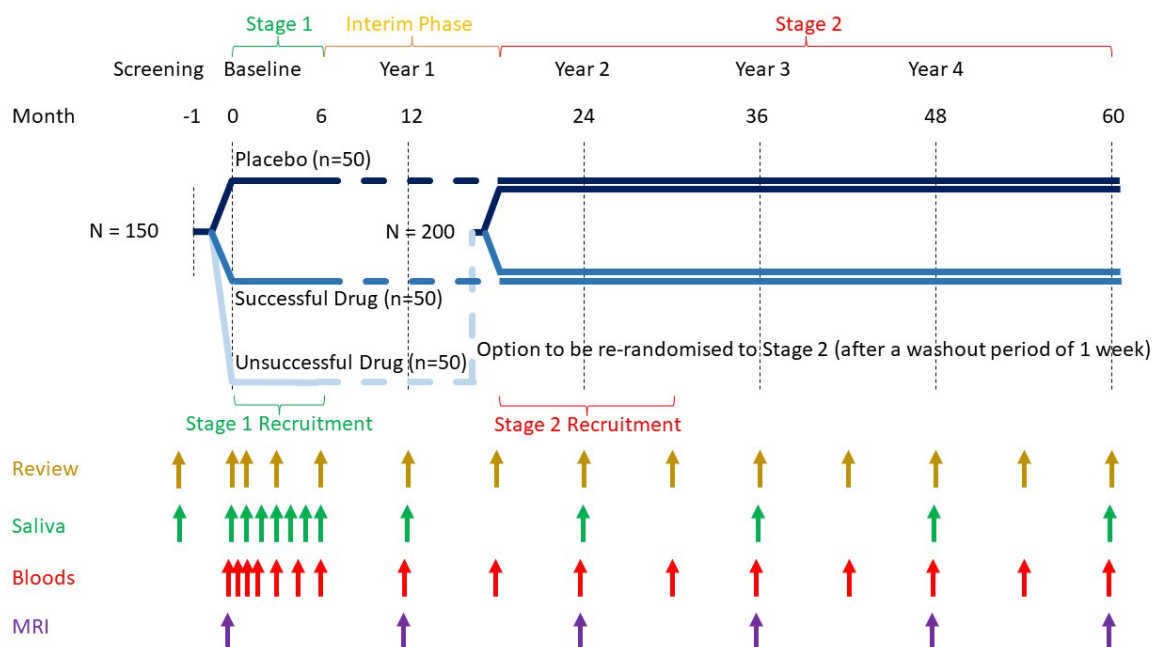 Stage 1 Interim Phase Stage 2
Screening Baseline Year 1 Year 2 Year 3 Year 4
Month -1 0 6 12 24 36 48 60
Placebo (n=50)
N = 150 N = 200
Successful Drug (n=50)
Option to be re-randomised to Stage 2 (after a washout period of 1 week)
Unsuccessful Drug (n=50)
Stage 1 Recruitment Stage 2 Recruitment
Review
Saliva
Bloods
MRI